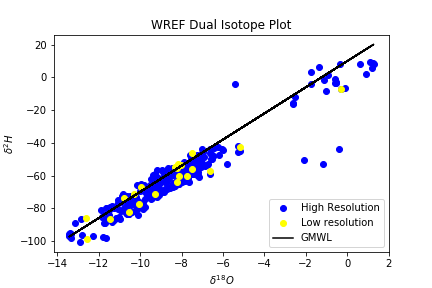 WREF Dual Isotope Plot
20
0
−20
−40
−60
−80
−100
δ²H
−14 −12 −10 −8 −6 −4 −2 0 2
δ¹⁸O
High Resolution
Low resolution
GMWL